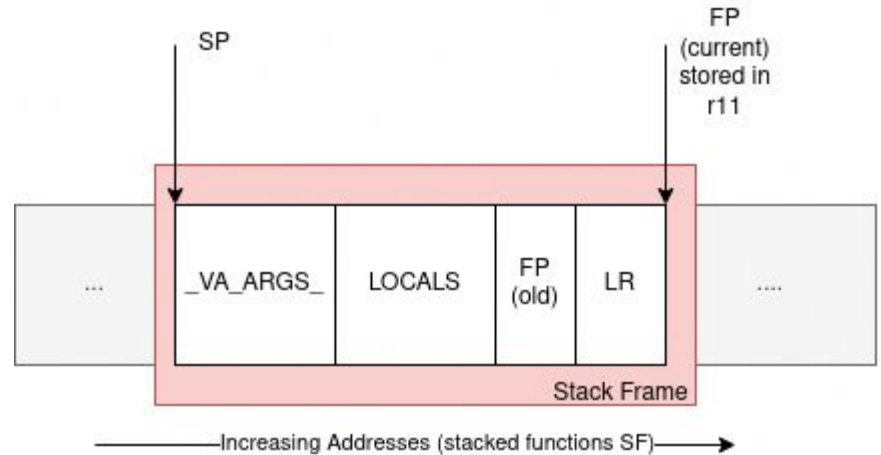 SP
FP
(current)
stored in
r11
...
_VA_ARGS_
LOCALS
FP
(old)
LR
....
Stack Frame
Increasing Addresses (stacked functions SF)